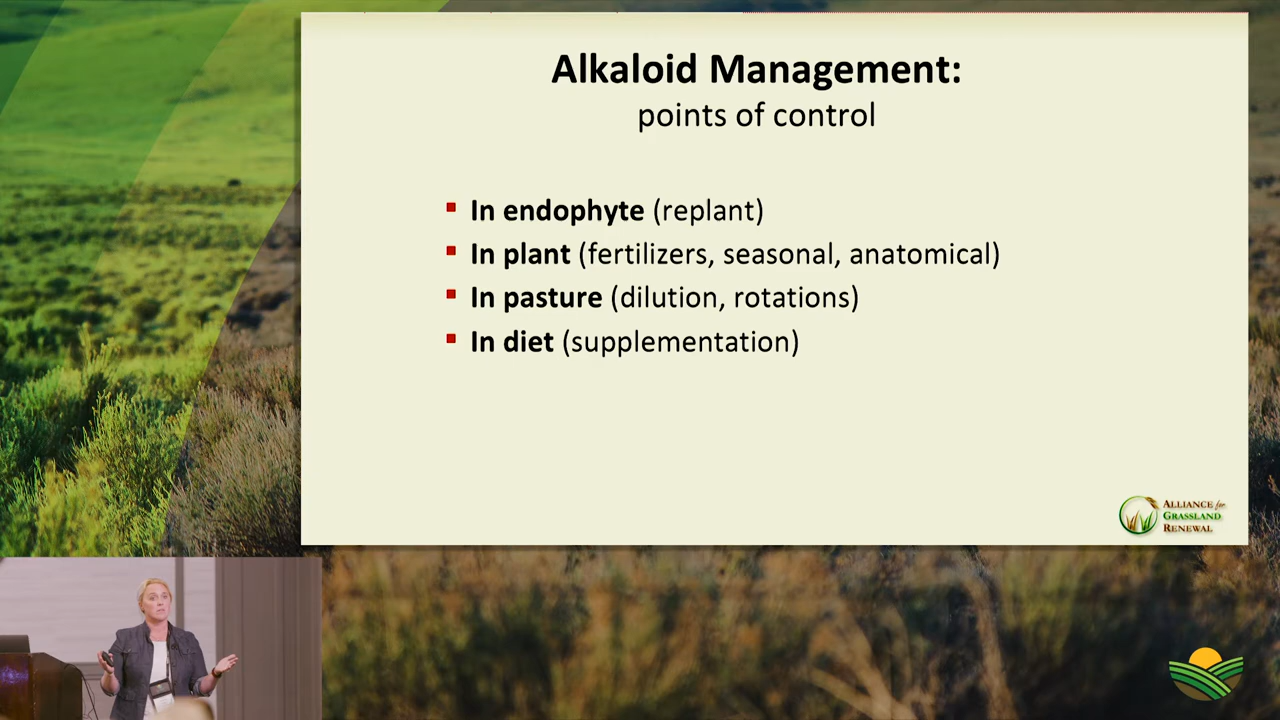 Alkaloid Management:
points of control
In endophyte (replant)
In plant (fertilizers, seasonal, anatomical)
In pasture (dilution, rotations)
In diet (supplementation)
ALLIANCE for
GRASSLAND
RENEWAL